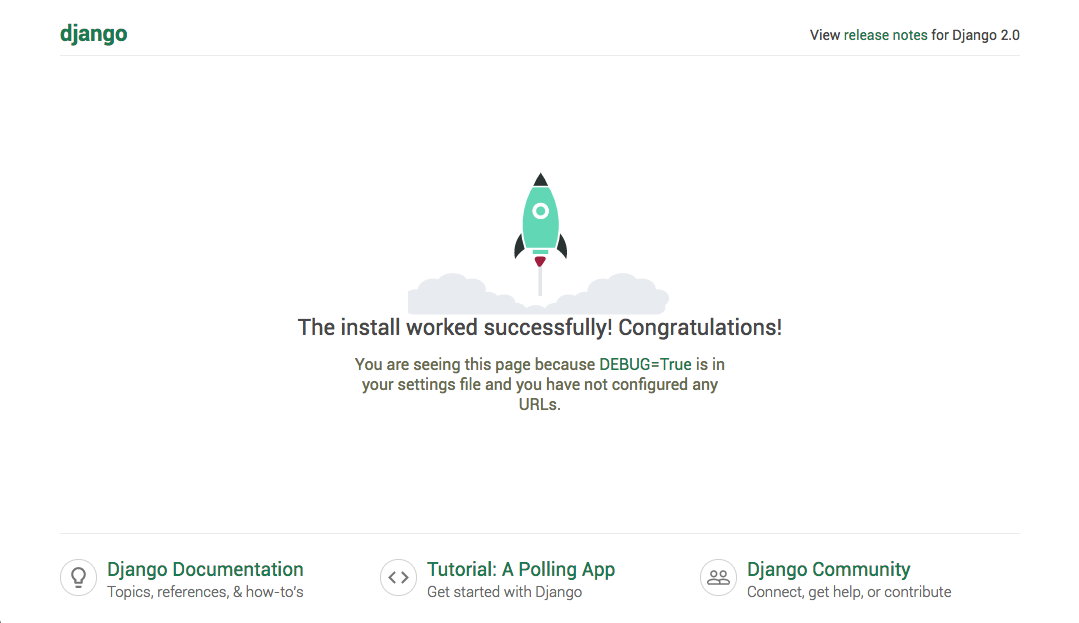 django
View release notes for Django 2.0
The install worked successfully! Congratulations!
You are seeing this page because DEBUG=True is in
your settings file and you have not configured any
URLs.
Django Documentation
Topics, references, & how-to's
Tutorial: A Polling App
Get started with Django
Django Community
Connect, get help, or contribute